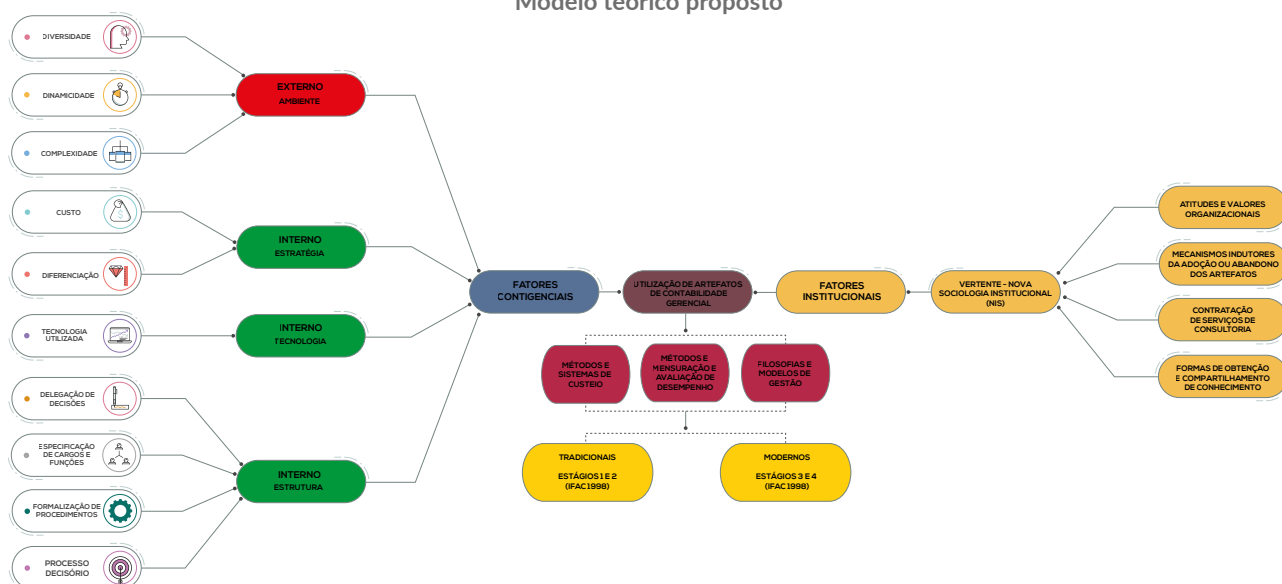 Modelo teórico proposto
DIVERSIDADE
DINAMICIDADE
COMPLEXIDADE
CUSTO
DIFERENCIAÇÃO
TECNOLOGIA
UTILIZADA
DELEGAÇÃO DE
DECISÕES
ESPECIFICAÇÃO
DE CARGOS E
FUNÇÕES
FORMALIZAÇÃO DE
PROCEDIMENTOS
PROCESSO
DECISÓRIO
EXTERNO
AMBIENTE
INTERNO
ESTRATÉGIA
INTERNO
TECNOLOGIA
INTERNO
ESTRUTURA
FATORES
CONTIGENCIAIS
UTILIZAÇÃO DE ARTEFATOS
DE CONTABILIDADE
GERENCIAL
MÉTODOS E
SISTEMAS DE
CUSTEIO
MÉTODOS E
MENSURAÇÃO E
AVALIAÇÃO DE
DESEMPENHO
FILOSOFIAS E
MODELOS DE
GESTÃO
TRADICIONAIS
ESTÁGIOS 1 E 2
(IFAC 1998)
MODERNOS
ESTÁGIOS 3 E 4
(IFAC 1998)
FATORES
INSTITUCIONAIS
VERTENTE - NOVA
SOCIOLOGIA INSTITUCIONAL
(NIS)
ATITUDES E VALORES
ORGANIZACIONAIS
MECANISMOS INDUTORES
DA ADOÇÃO OU ABANDONO
DOS ARTEFATOS
CONTRATAÇÃO
DE SERVIÇOS DE
CONSULTORIA
FORMAS DE OBTENÇÃO
E COMPARTILHAMENTO
DE CONHECIMENTO